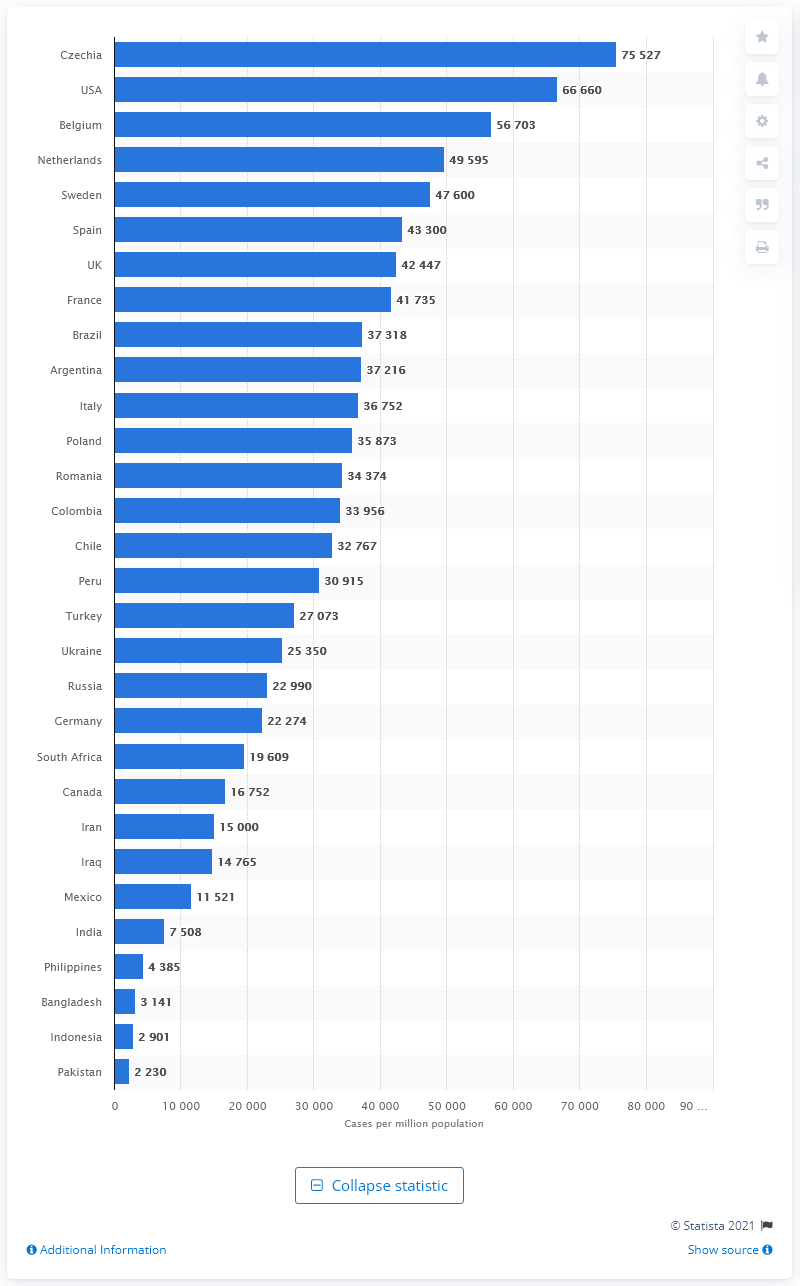 Czechia 75 527
USA 66 660
Belgium 56 703
Netherlands 49 595
Sweden 47 600
Spain 43 300
UK 42 447
France 41 735
Brazil 37 318
Argentina 37 216
Italy 36 752
Poland 35 873
Romania 34 374
Colombia 33 956
Chile 32 767
Peru 30 915
Turkey 27 073
Ukraine 25 350
Russia 22 990
Germany 22 274
South Africa 19 609
Canada 16 752
Iran 15 000
Iraq 14 765
Mexico 11 521
India 7 508
Philippines 4 385
Bangladesh 3 141
Indonesia 2 901
Pakistan 2 230
0 10 000 20 000 30 000 40 000 50 000 60 000 70 000 80 000 90 ...
Cases per million population
Collapse statistic
© Statista 2021
Additional Information Show source